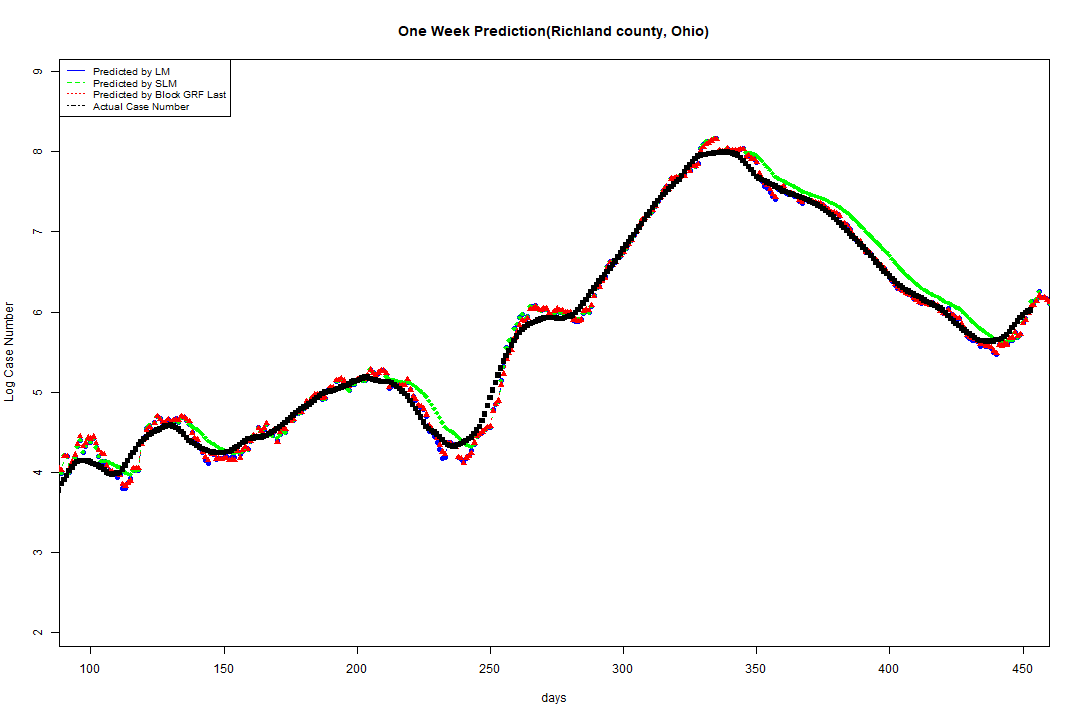 One Week Prediction(Richland county, Ohio)
Predicted by LM
Predicted by SLM
Predicted by Block GRF Last
Actual Case Number
Log Case Number
9
8
7
6
5
4
3
2
100 150 200 250 300 350 400 450
days